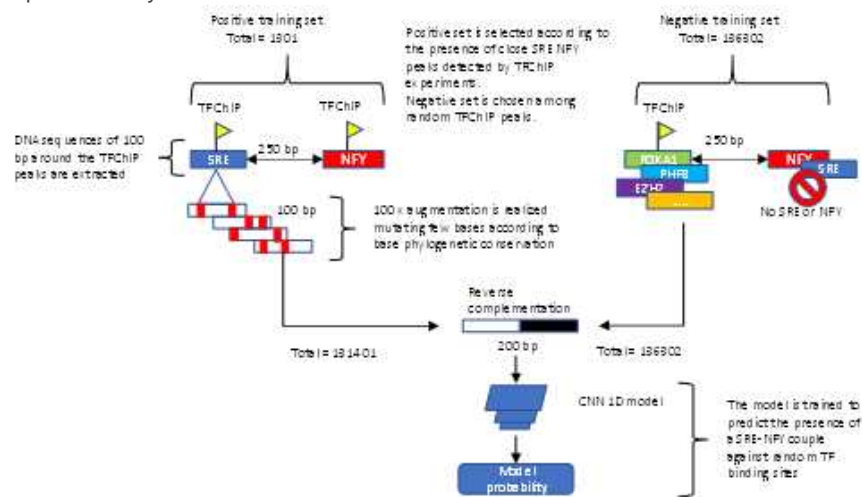 Positive training set
Total = 1301
Positive set is selected according to
the presence of close SRE NFY
peaks detected by TFChIP
experiments.
Negative set is chosen among
random TFChIP peaks.
Negative training set
Total = 136302
TFChIP
TFChIP
TFChIP
DNA sequences of 100
bp around the TFChIP
peaks are extracted
SRE
250 bp
NFY
250 bp
NFY
SRE
PHF8
EZH2
No SRE or NFY
100 bp
100x augmentation is realized
mutating few bases according to
base phylogenetic conservation
Reverse
complementation
Total = 131401
200 bp
Total = 136302
CNN 1D model
The model is trained to
predict the presence of
a SRE-NFY couple
against random TF
binding sites
Model
probability